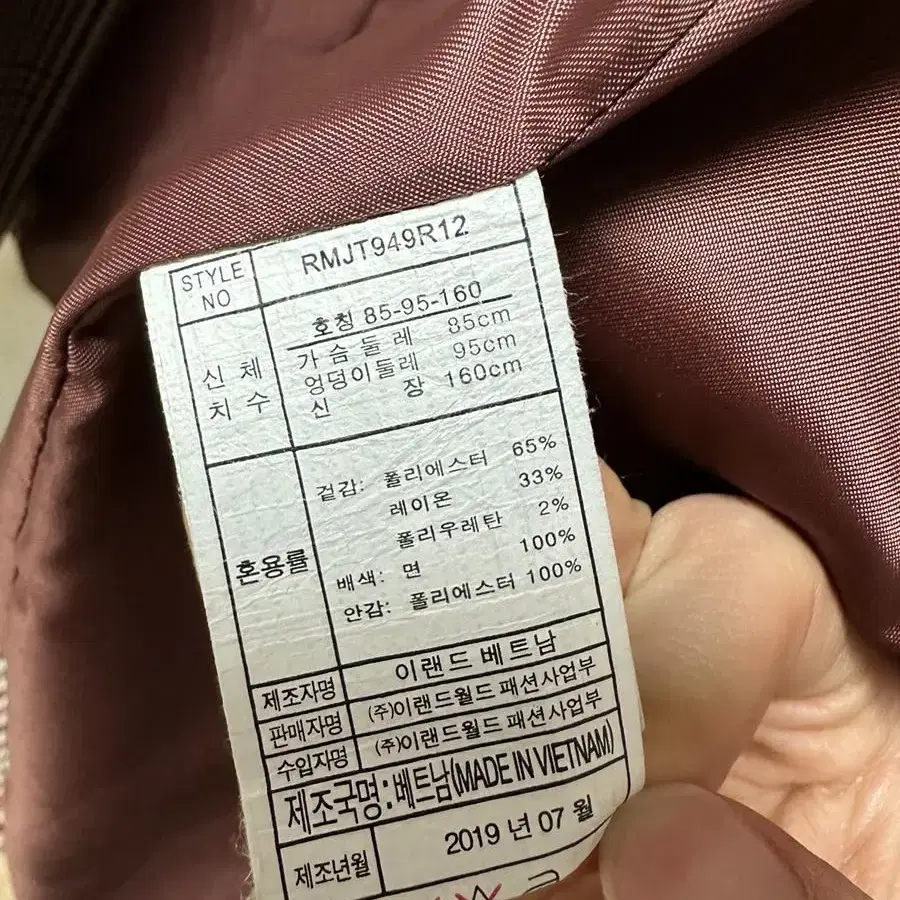 STYLE NO RMJT949R12
신체 치수 호칭 85-95-160
가슴둘레 85cm
엉덩이둘레 95cm
신장 160cm
혼용률
겉감: 폴리에스터 65%
레이온 33%
폴리우레탄 2%
배색: 면 100%
안감: 폴리에스터 100%
제조자명 이랜드 베트남
판매자명 (주)이랜드월드 패션사업부
수입자명 (주)이랜드월드 패션사업부
제조국명:베트남(MADE IN VIETNAM)
제조년월 2019 년 07 월